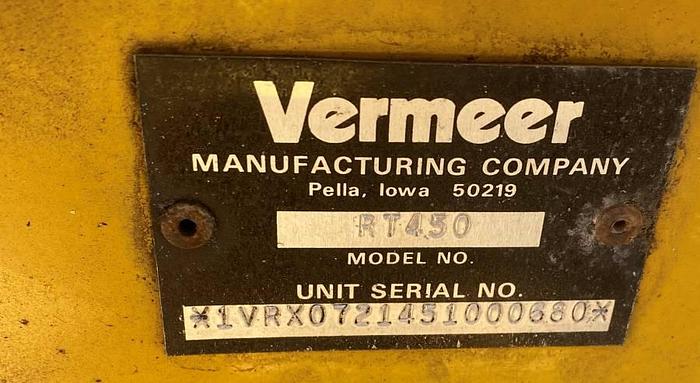 Vermeer
MANUFACTURING COMPANY
Pella, Iowa 50219
RT450
MODEL NO.
UNIT SERIAL NO.
*1VRX0721451000680*